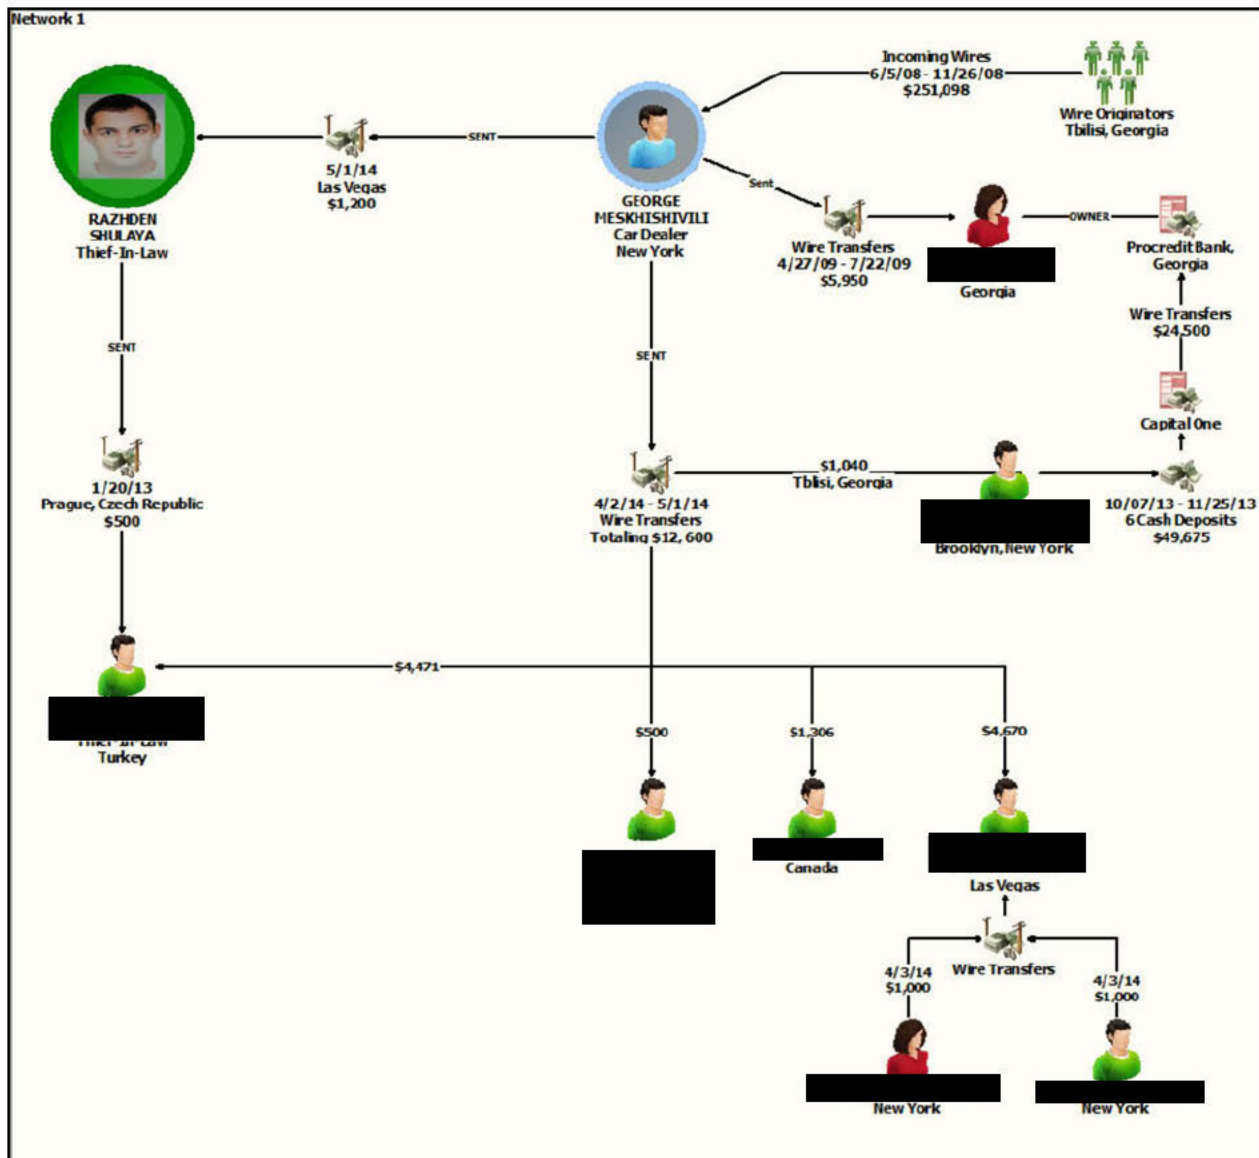 Network 1
Incoming Wires
6/5/08 - 11/26/08
$251,098
Wire Originators
Tbilisi, Georgia
SENT
5/1/14
Las Vegas
$1,200
RAZHDEN
SHULAYA
Thief-In-Law
GEORGE
MESKHISHIVILI
Car Dealer
New York
Sent
Wire Transfers
4/27/09 - 7/22/09
$5,950
Georgia
OWNER
Procredit Bank,
Georgia
Wire Transfers
$24,500
Capital One
SENT
SENT
1/20/13
Prague, Czech Republic
$500
4/2/14 - 5/1/14
Wire Transfers
Totaling $12, 600
$1,040
Tblisi, Georgia
Brooklyn, New York
10/07/13 - 11/25/13
6 Cash Deposits
$49,675
$4,471
Thief-In-Law
Turkey
$500
$1,306
$4,670
Canada
Las Vegas
Wire Transfers
4/3/14
$1,000
4/3/14
$1,000
New York
New York